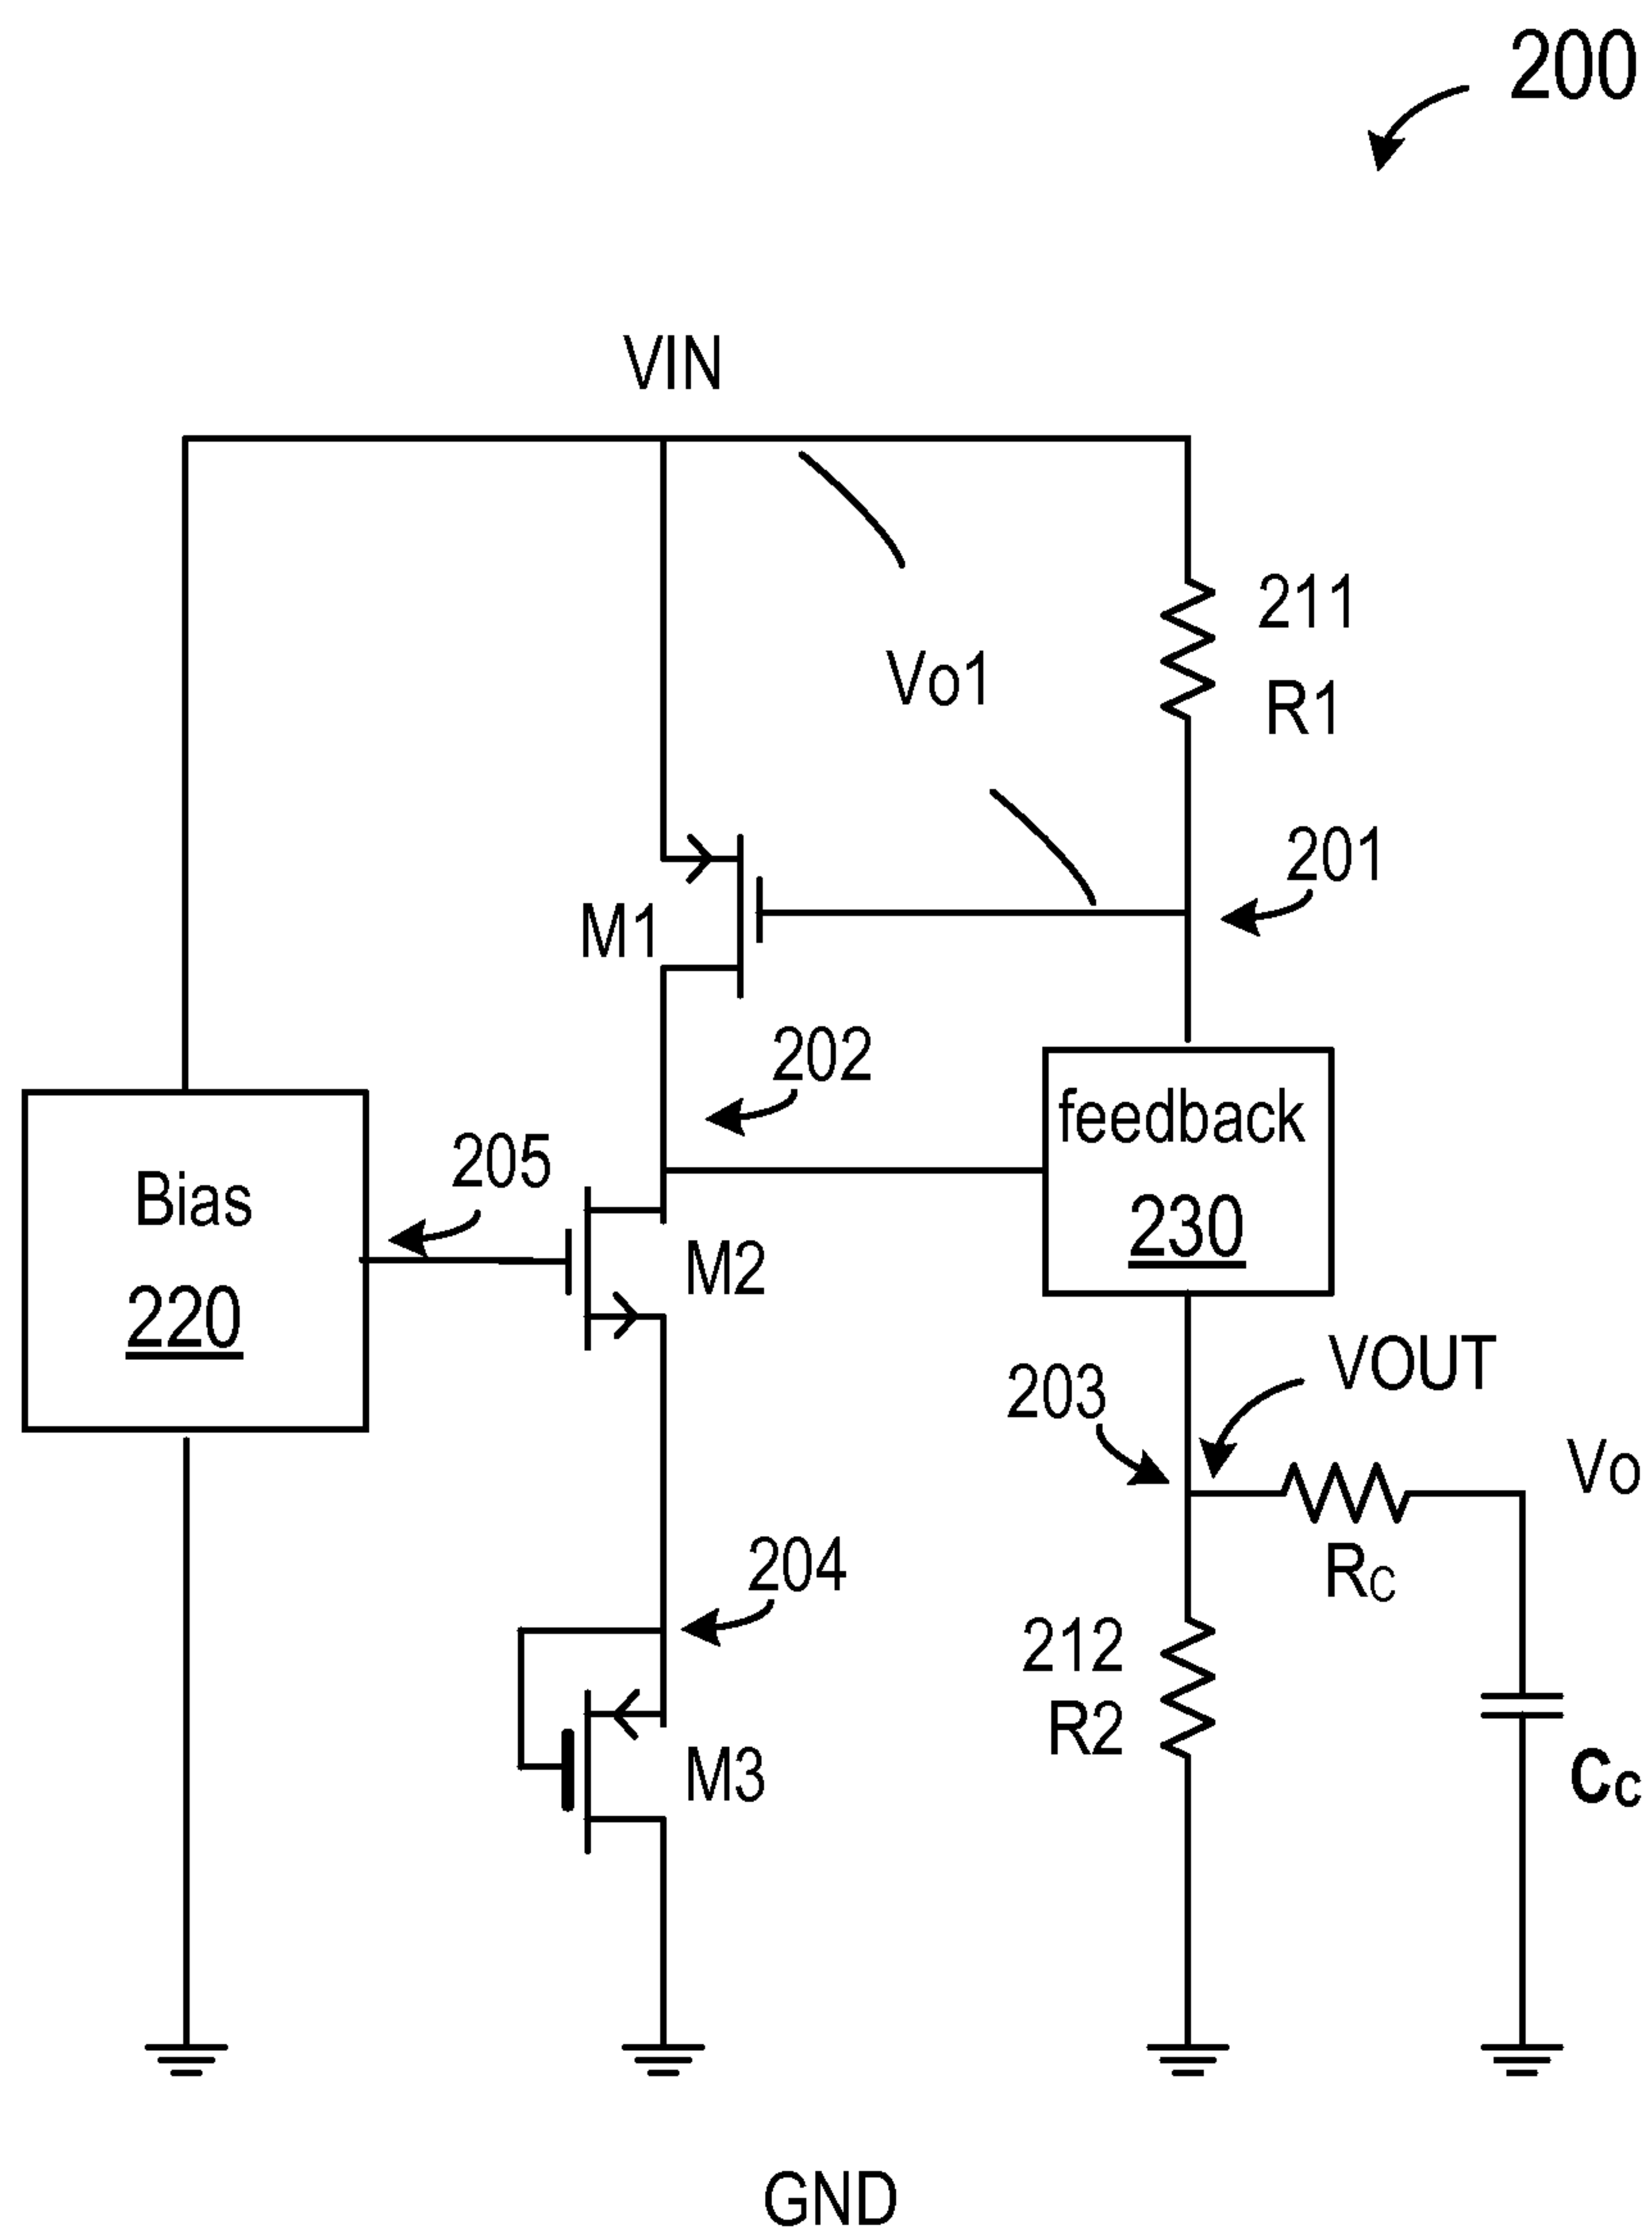 200
VIN
211
Vo1
R1
201
M1
202
feedback
205
Bias
230
M2
220
VOUT
203
Vo
204
RC
212
R2
M3
Cc
GND